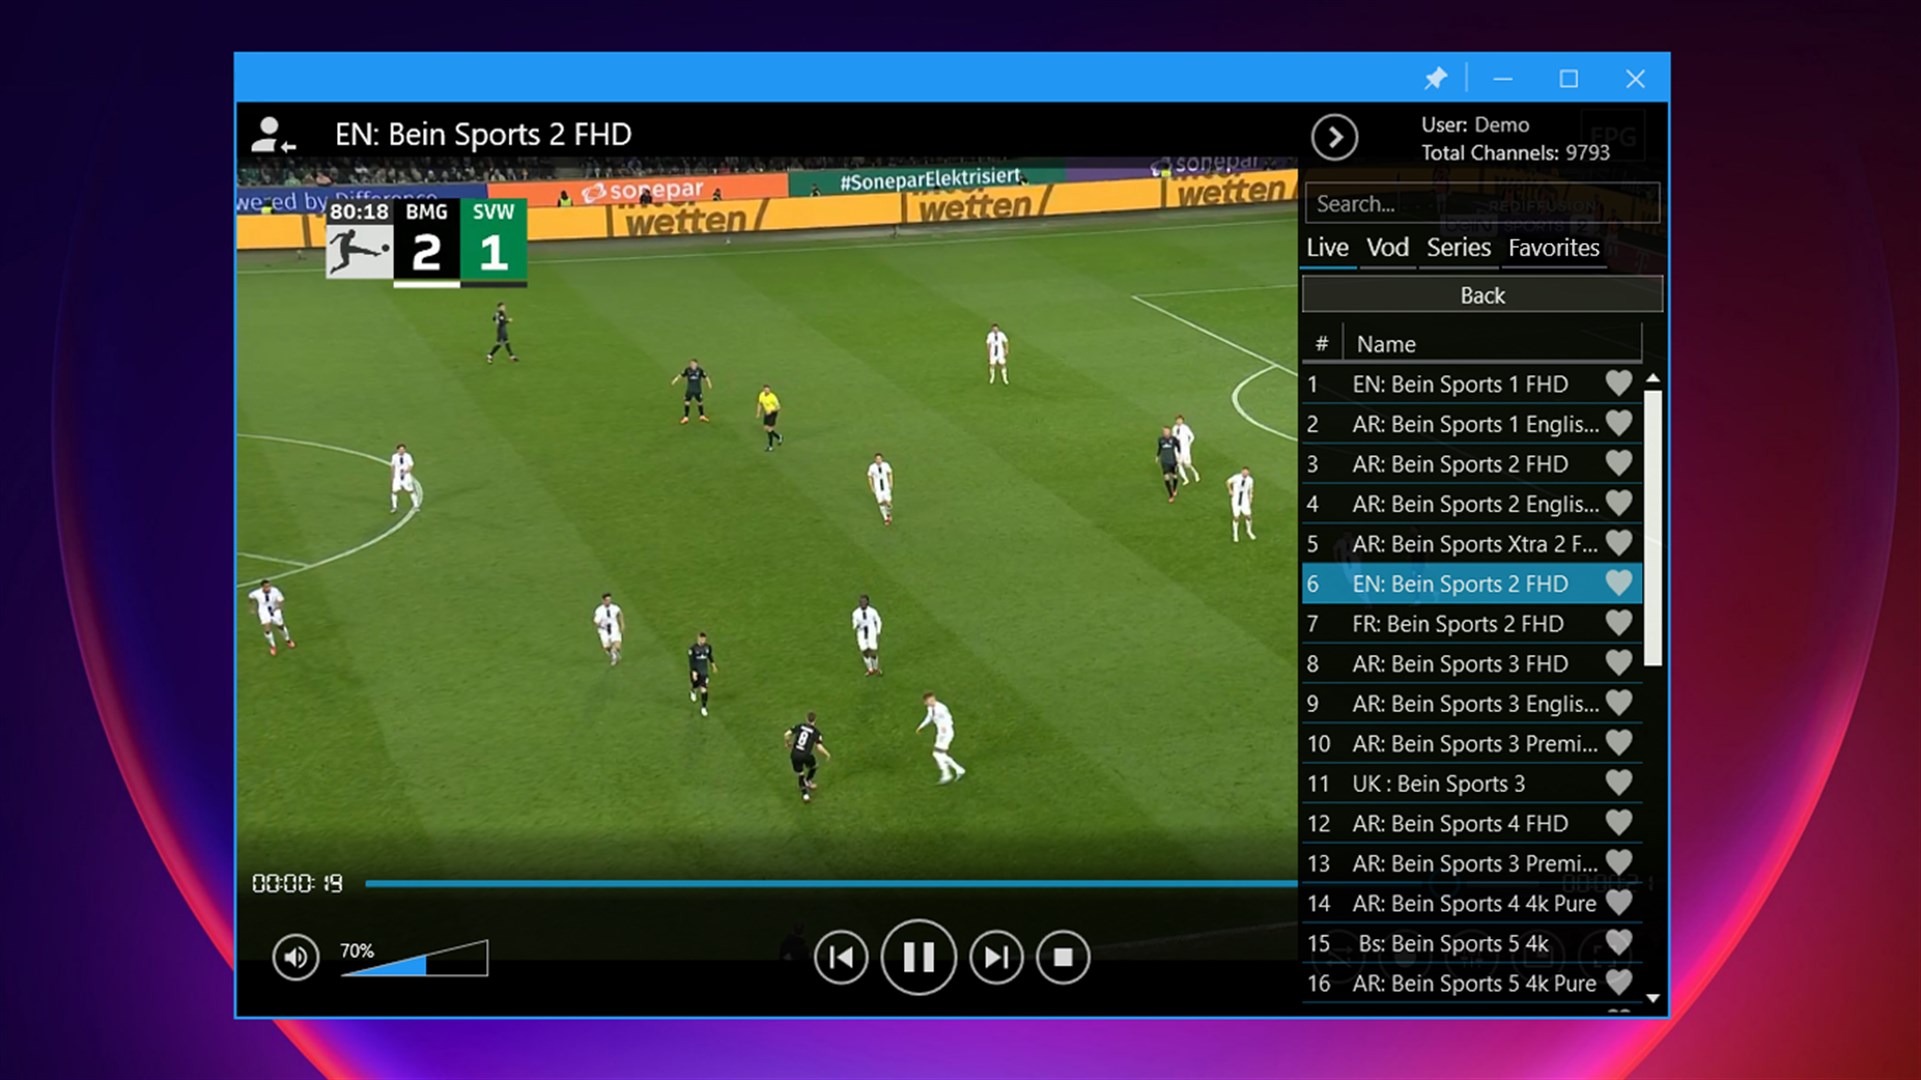 EN: Bein Sports 2 FHD
User: Demo
Total Channels: 9793
EPG
Search...
Live Vod Series Favorites
Back
# Name
1 EN: Bein Sports 1 FHD
2 AR: Bein Sports 1 Englis...
3 AR: Bein Sports 2 FHD
4 AR: Bein Sports 2 Englis...
5 AR: Bein Sports Xtra 2 F...
6 EN: Bein Sports 2 FHD
7 FR: Bein Sports 2 FHD
8 AR: Bein Sports 3 FHD
9 AR: Bein Sports 3 Englis...
10 AR: Bein Sports 3 Premi...
11 UK : Bein Sports 3
12 AR: Bein Sports 4 FHD
13 AR: Bein Sports 3 Premi...
14 AR: Bein Sports 4 4k Pure
15 Bs: Bein Sports 5 4k
16 AR: Bein Sports 5 4k Pure
wered by Difference
sonepar
#SoneparElektrisiert
sonepar
wetten
wetten
wetten
80:18 BMG SVW
2 1
8
00:00:19
70%